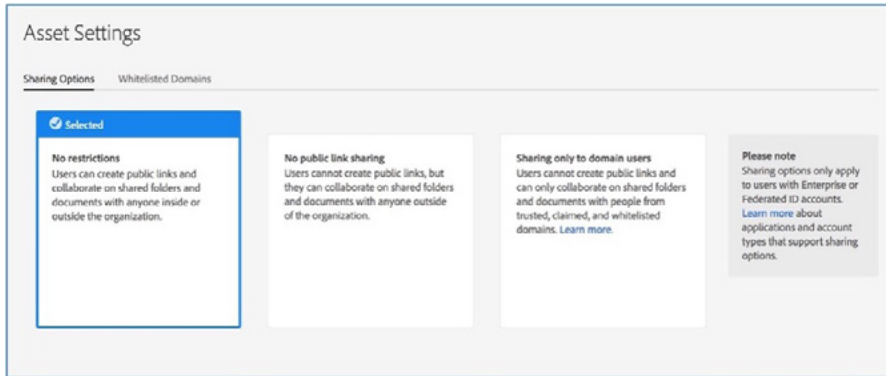 Asset Settings
Sharing Options Whitelisted Domains
Selected
No restrictions
Users can create public links and
collaborate on shared folders and
documents with anyone inside or
outside the organization.
No public link sharing
Users cannot create public links, but
they can collaborate on shared folders
and documents with anyone outside
of the organization.
Sharing only to domain users
Users cannot create public links and
can only collaborate on shared folders
and documents with people from
trusted, claimed, and whitelisted
domains. Learn more.
Please note
Sharing options only apply
to users with Enterprise or
Federated ID accounts.
Learn more about
applications and account
types that support sharing
options.